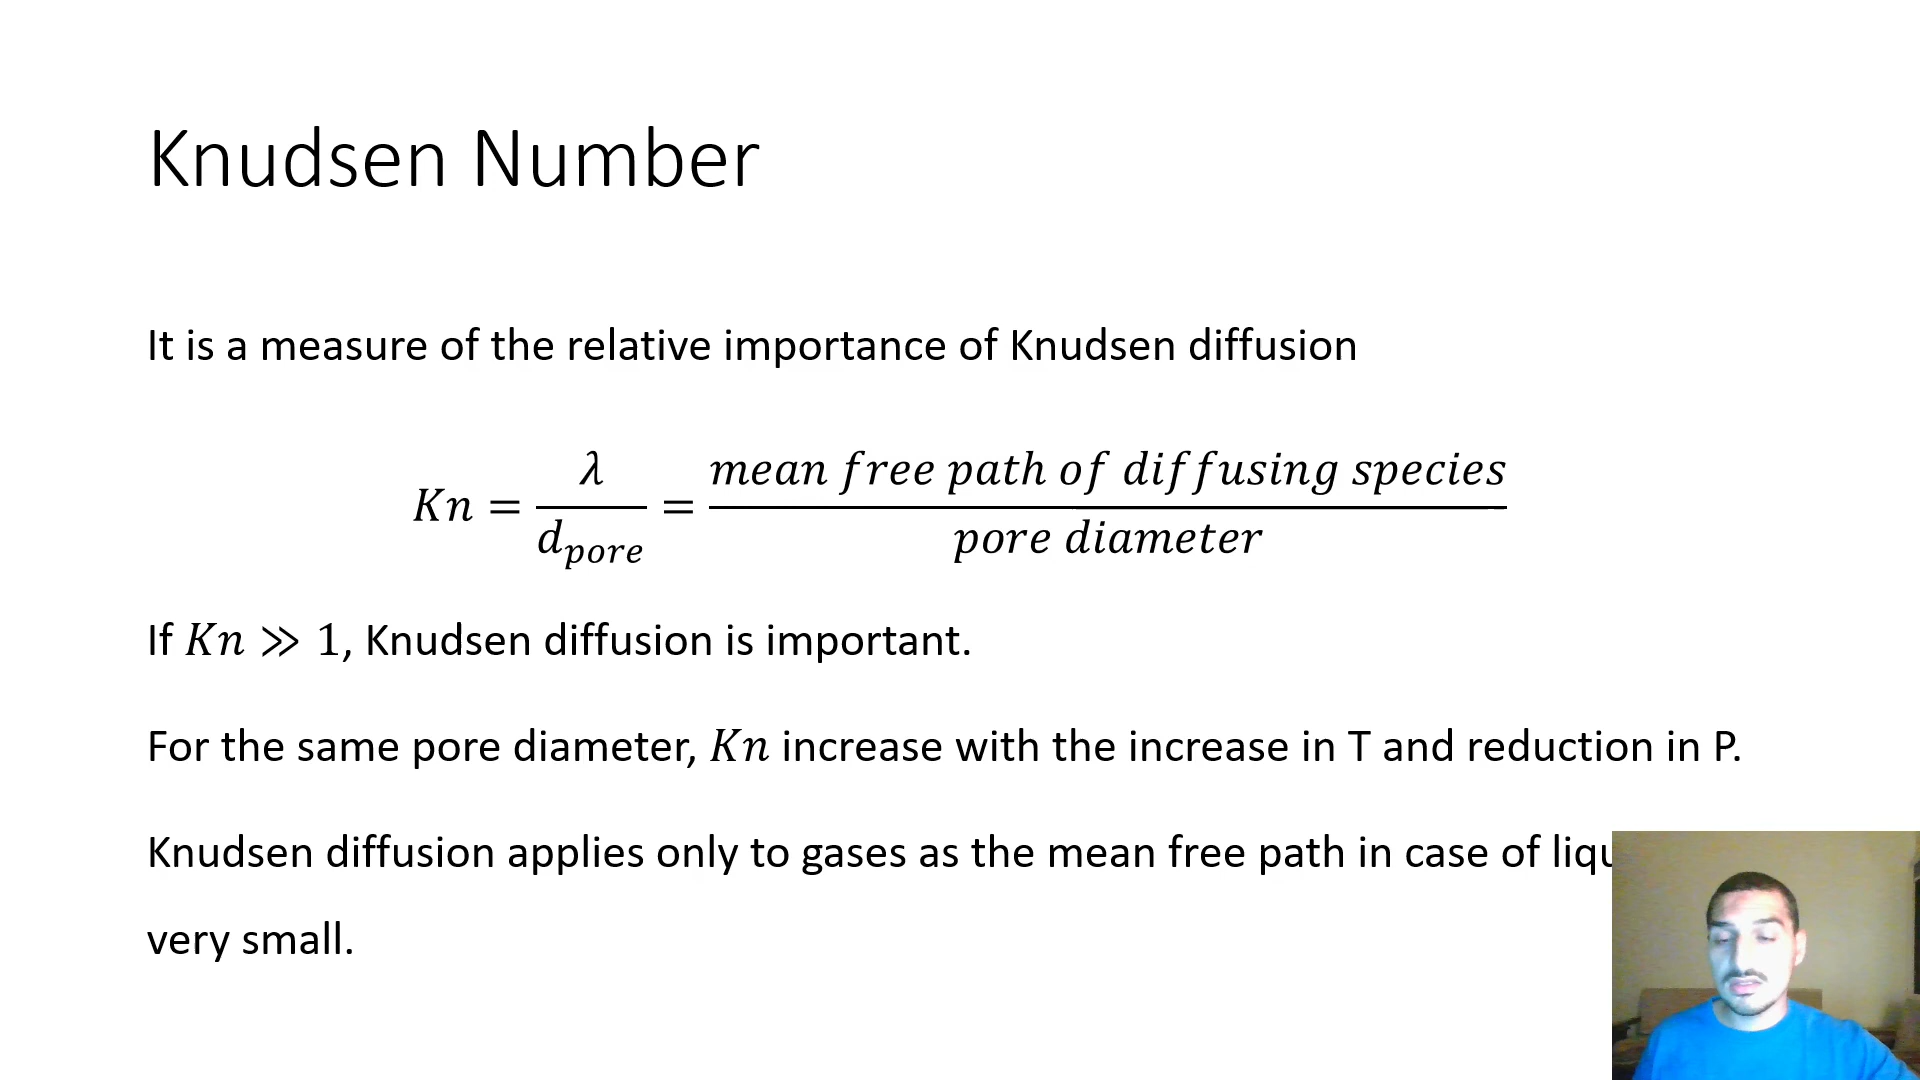 Knudsen Number
It is a measure of the relative importance of Knudsen diffusion
Kn = λ / d_pore = mean free path of diffusing species / pore diameter
If Kn ≫ 1, Knudsen diffusion is important.
For the same pore diameter, Kn increase with the increase in T and reduction in P.
Knudsen diffusion applies only to gases as the mean free path in case of
very small.